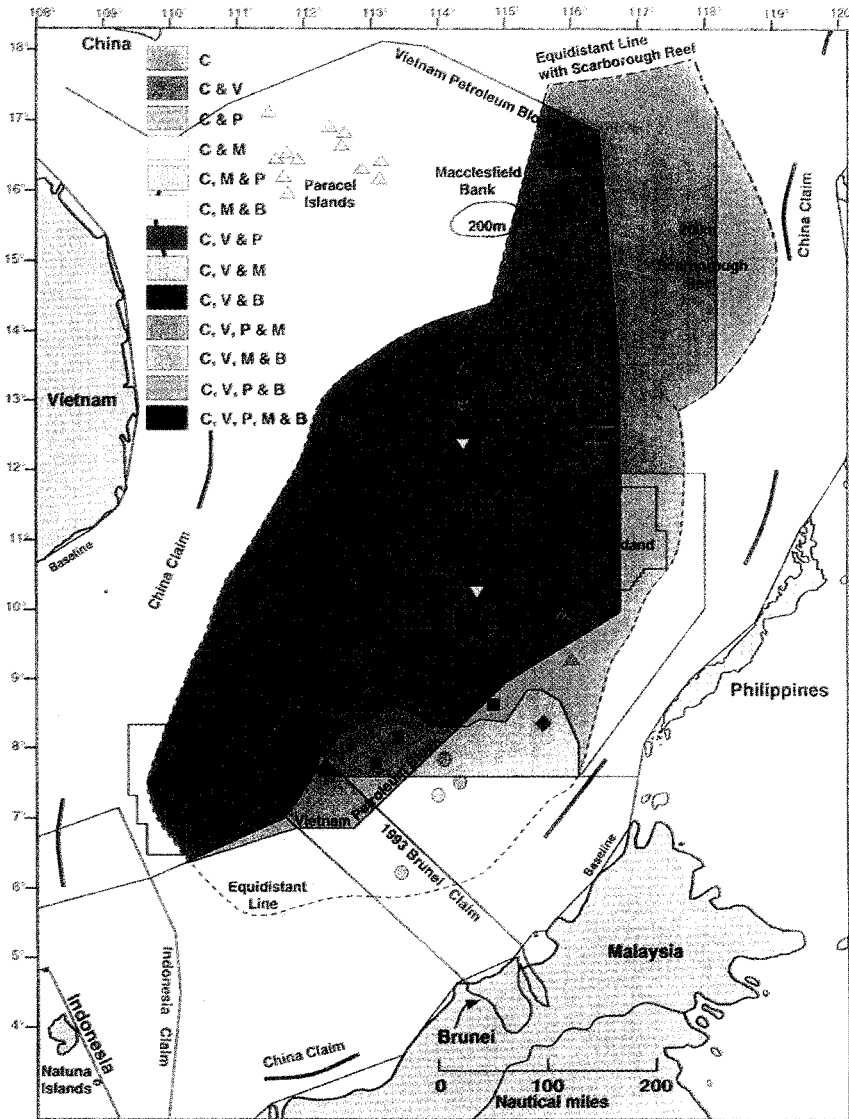 108° 109° 110° 111° 112° 113° 114° 115° 116° 117° 118° 119° 120°
18°
17°
16°
15°
14°
13°
12°
11°
10°
9°
8°
7°
6°
5°
4°
China
C
C & V
C & P
C & M
C, M & P
C, M & B
C, V & P
C, V & M
C, V & B
C, V, P & M
C, V, M & B
C, V, P & B
C, V, P, M & B
Equidistant Line
with Scarborough Reef
Vietnam Petroleum
Paracel
Islands
Macclesfield
Bank
200m
200m
Scarborough
China Claim
Vietnam
Baseline
China Claim
Philippines
Vietnam Petroleum
1993 Brunei Claim
Equidistant
Line
Baseline
Malaysia
Indonesia Claim
Indonesia
Natuna
Islands
China Claim
Brunei
0 100 200
Nautical miles